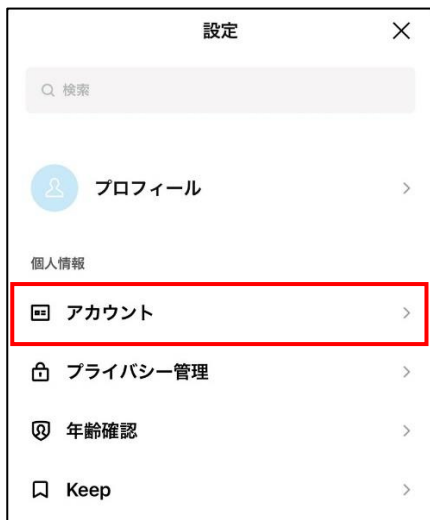 設定
検索
プロフィール
個人情報
アカウント
プライバシー管理
年齢確認
Keep